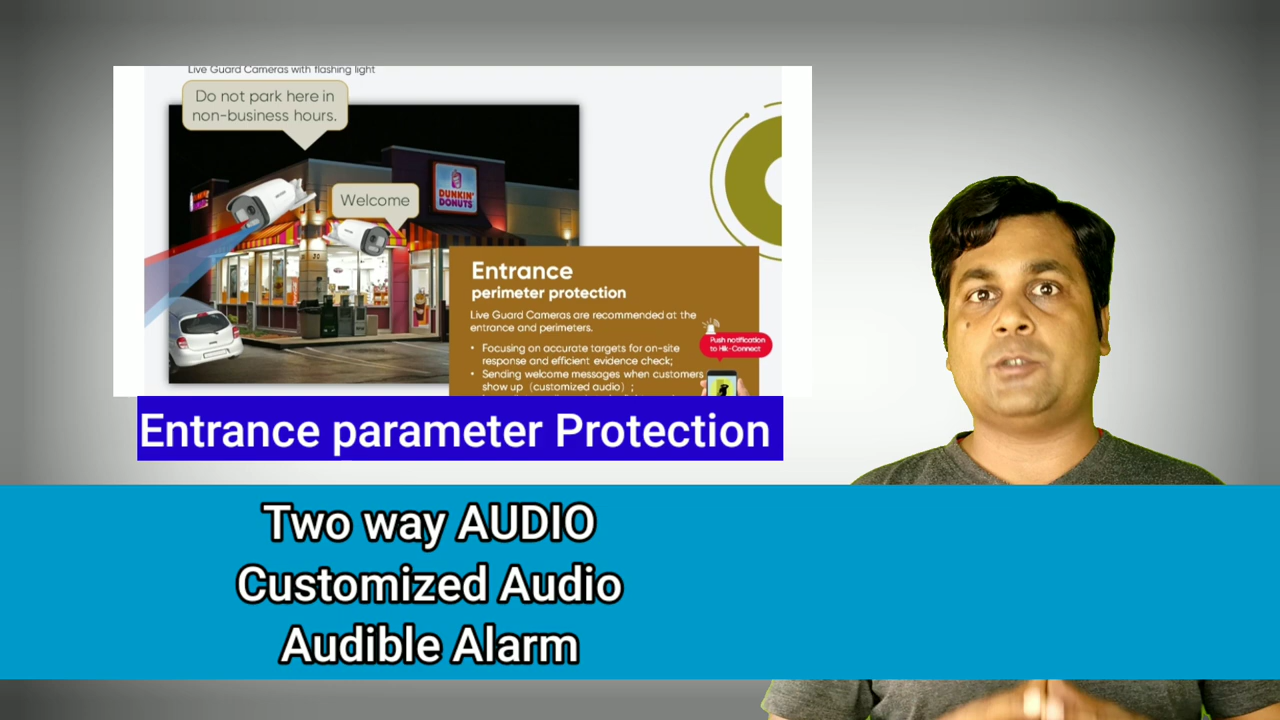 Live Guard Cameras with flashing light
Do not park here in
non-business hours.
Welcome
DUNKIN'
DONUTS
Entrance
perimeter protection
Live Guard Cameras are recommended at the
entrance and perimeters.
• Focusing on accurate targets for on-site
response and efficient evidence check;
• Sending welcome messages when customers
show up (customized audio) ;
Push notification
to Hik-Connect
Entrance parameter Protection
Two way AUDIO
Customized Audio
Audible Alarm